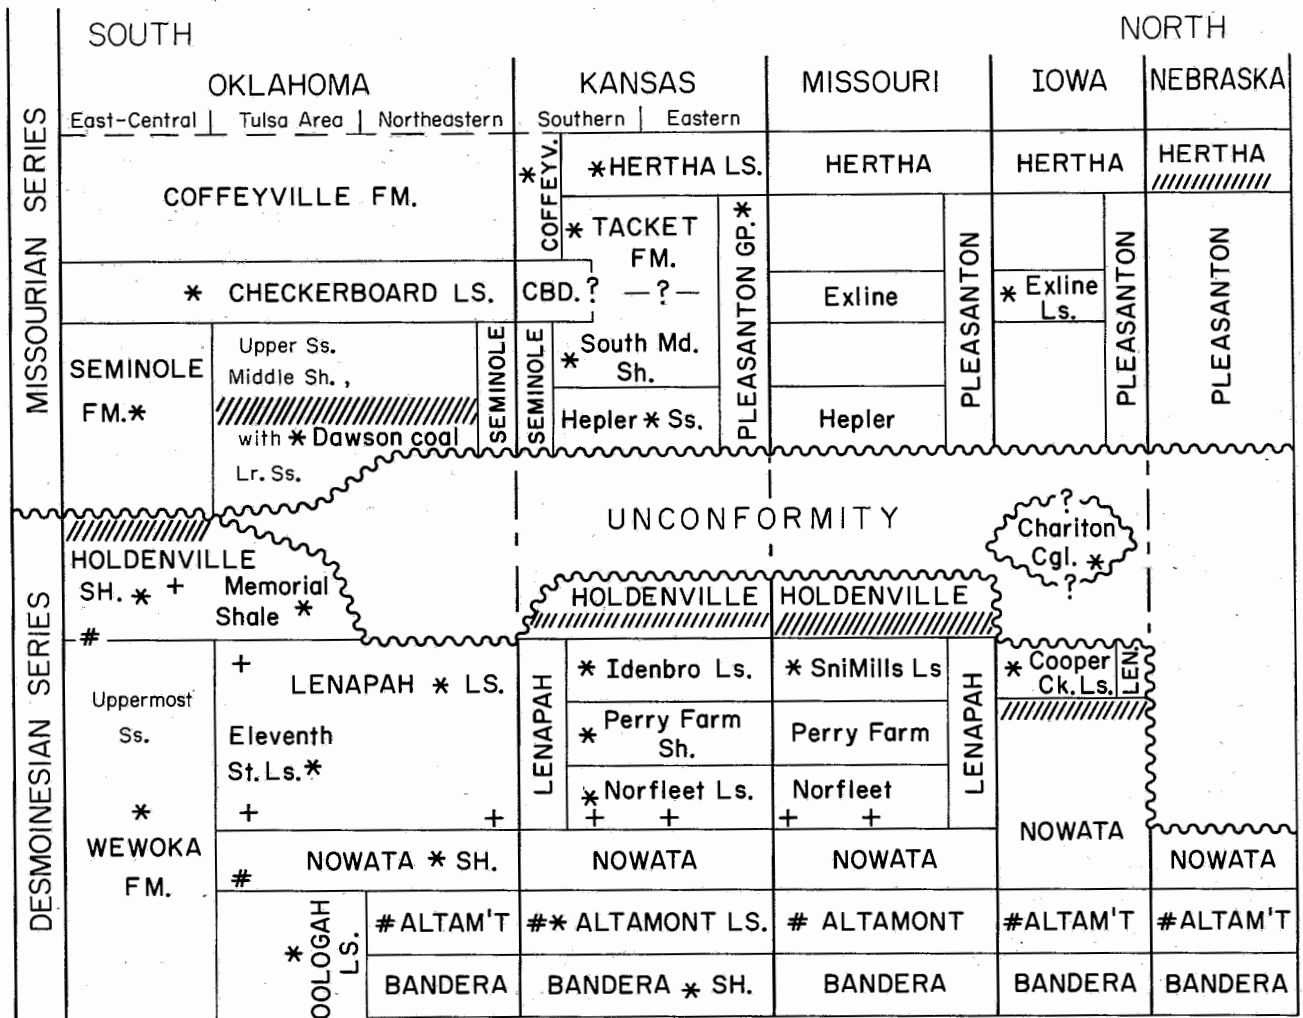 SOUTH
NORTH
OKLAHOMA
KANSAS
MISSOURI
IOWA
NEBRASKA
East-Central | Tulsa Area | Northeastern
Southern | Eastern
MISSOURIAN SERIES
DESMOINESIAN SERIES
COFFEYVILLE FM.
* COFFEYV.
*HERTHA LS.
HERTHA
HERTHA
HERTHA
* TACKET
FM.
—?—
PLEASANTON GP.*
PLEASANTON
PLEASANTON
PLEASANTON
* CHECKERBOARD LS.
CBD.?
Exline
* Exline
Ls.
SEMINOLE
FM.*
Upper Ss.
Middle Sh.,
with * Dawson coal
Lr. Ss.
SEMINOLE
SEMINOLE
* South Md.
Sh.
Hepler * Ss.
Hepler
UNCONFORMITY
?
Chariton
Cgl. *
?
HOLDENVILLE
SH. * +
#
Memorial
Shale *
HOLDENVILLE
HOLDENVILLE
Uppermost
Ss.
*
WEWOKA
FM.
+
LENAPAH * LS.
Eleventh
St. Ls.*
+ +
LENAPAH
* Idenbro Ls.
* Perry Farm
Sh.
* Norfleet Ls.
+ +
* SniMills Ls
Perry Farm
Norfleet
+ +
LENAPAH
* Cooper
Ck. Ls.
LEN.
NOWATA * SH.
#
NOWATA
NOWATA
NOWATA
NOWATA
* OOLOGAH
LS.
#ALTAM'T
#* ALTAMONT LS.
# ALTAMONT
#ALTAM'T
#ALTAM'T
BANDERA
BANDERA * SH.
BANDERA
BANDERA
BANDERA